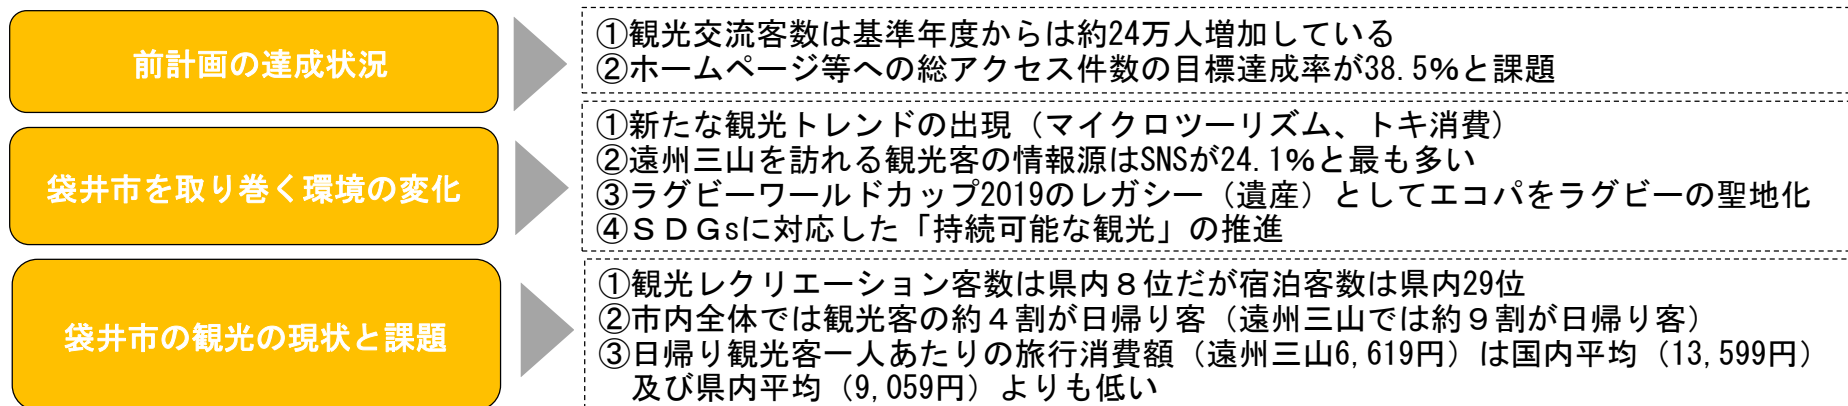 前計画の達成状況
①観光交流客数は基準年度からは約24万人増加している
②ホームページ等への総アクセス件数の目標達成率が38.5%と課題
袋井市を取り巻く環境の変化
①新たな観光トレンドの出現（マイクロツーリズム、トキ消費）
②遠州三山を訪れる観光客の情報源はSNSが24.1%と最も多い
③ラグビーワールドカップ2019のレガシー（遺産）としてエコパをラグビーの聖地化
④ＳＤＧsに対応した「持続可能な観光」の推進
袋井市の観光の現状と課題
①観光レクリエーション客数は県内８位だが宿泊客数は県内29位
②市内全体では観光客の約４割が日帰り客（遠州三山では約９割が日帰り客）
③日帰り観光客一人あたりの旅行消費額（遠州三山6,619円）は国内平均（13,599円）
及び県内平均（9,059円）よりも低い